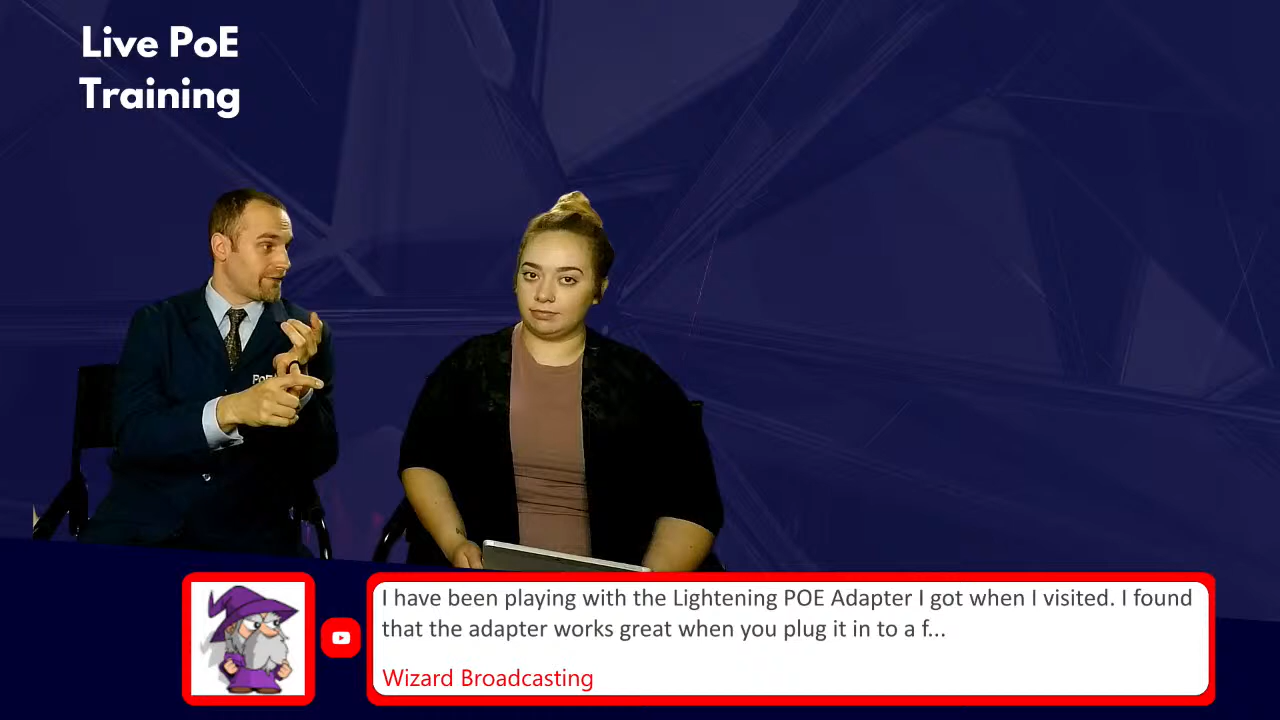 Live PoE
Training
PoE
I have been playing with the Lightening POE Adapter I got when I visited. I found
that the adapter works great when you plug it in to a f...
Wizard Broadcasting